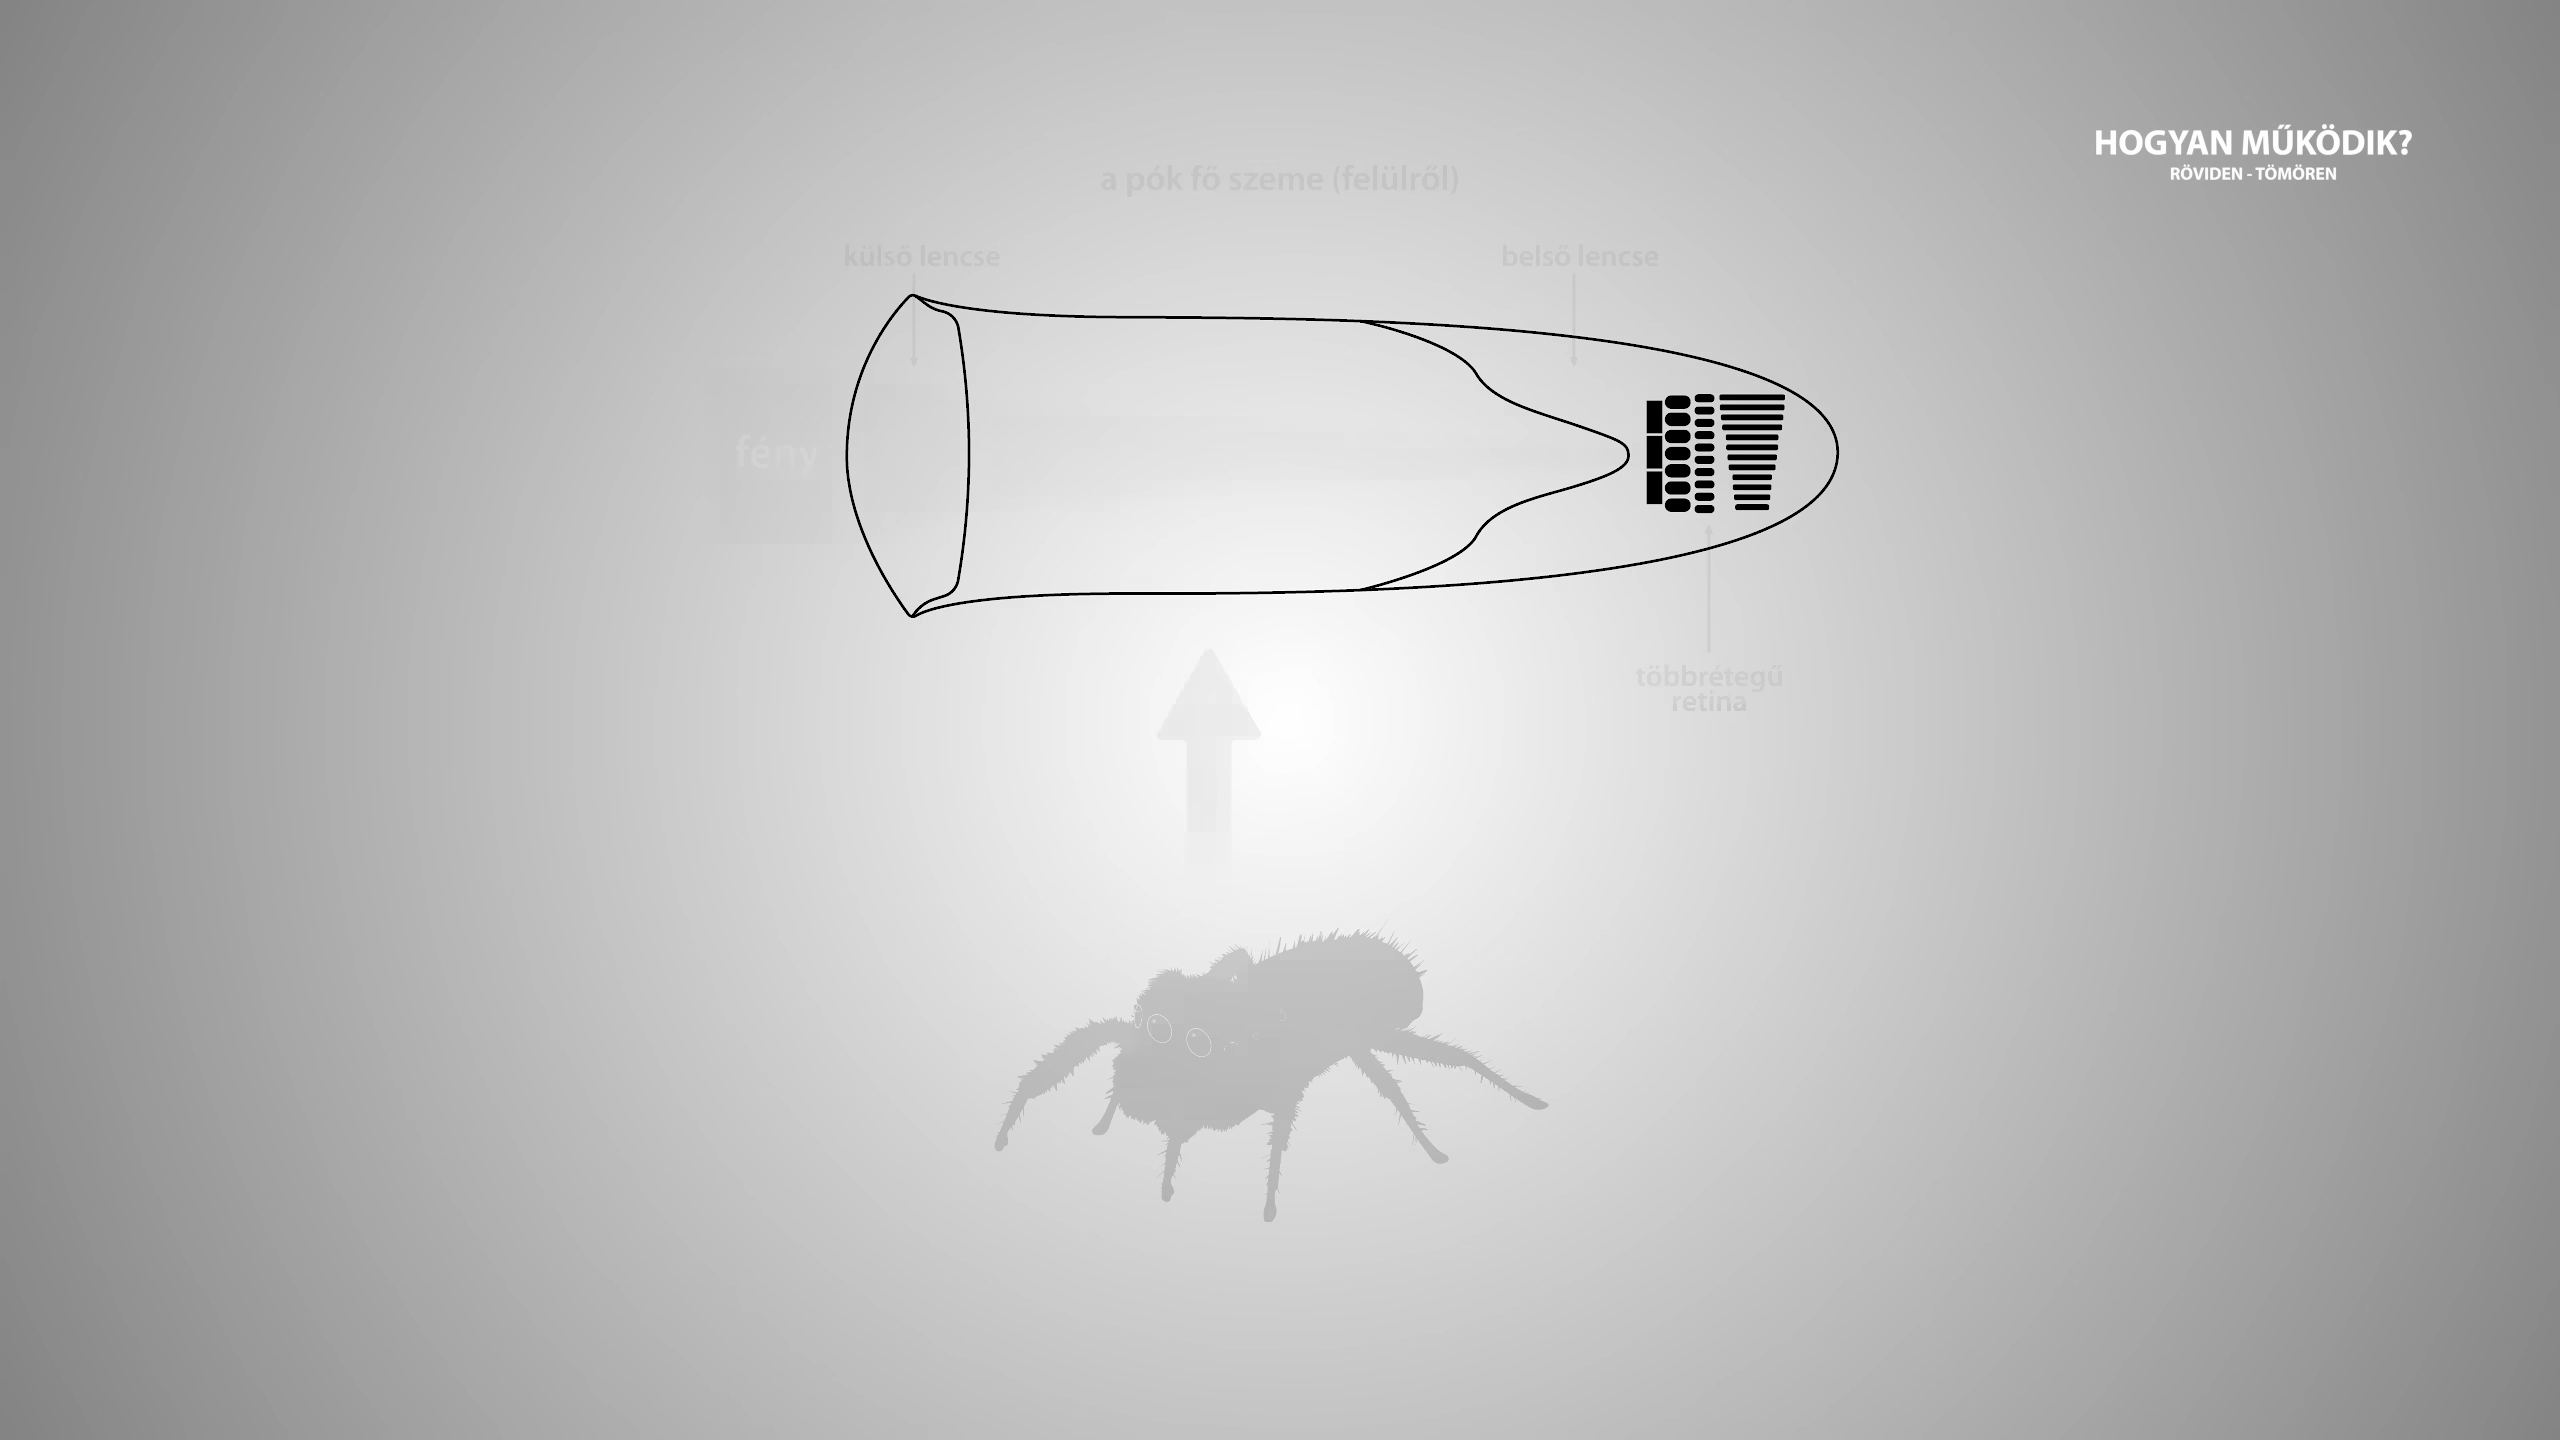 HOGYAN MŰKÖDIK?
RÖVIDEN - TÖMÖREN
a pók fő szeme (felülről)
külső lencse
belső lencse
fény
többrétegű
retina